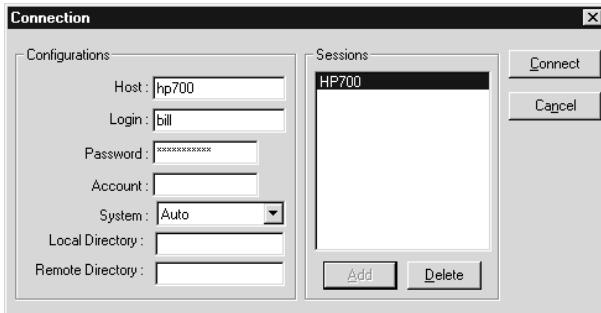 Connection
Configurations
Host : hp700
Login : bill
Password : ***********
Account :
System : Auto
Local Directory :
Remote Directory :
Sessions
HP700
Add
Delete
Connect
Cancel